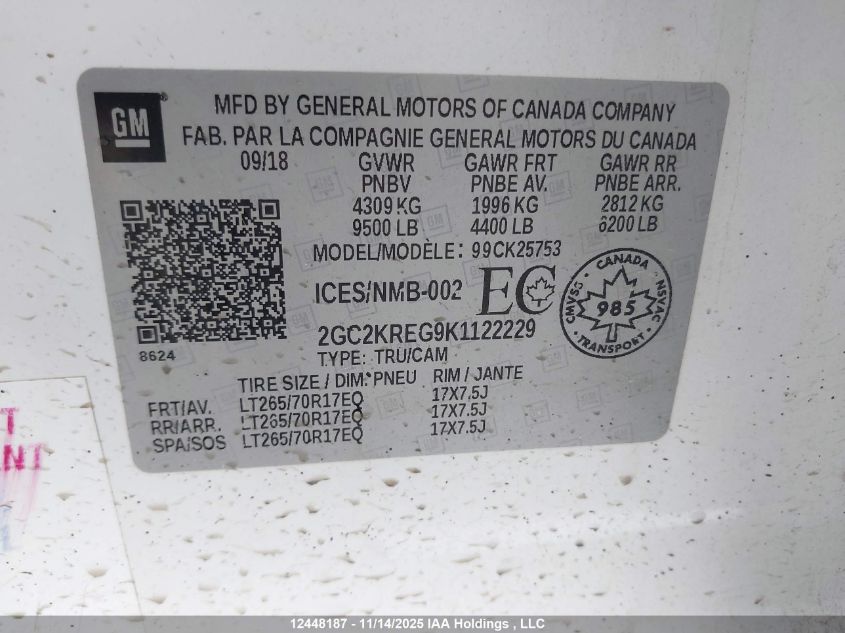 GM
MFD BY GENERAL MOTORS OF CANADA COMPANY
FAB. PAR LA COMPAGNIE GENERAL MOTORS DU CANADA
09/18 GVWR GAWR FRT GAWR RR
PNBV PNBE AV. PNBE ARR.
4309 KG 1996 KG 2812 KG
9500 LB 4400 LB 6200 LB
MODEL/MODÈLE: 99CK25753
ICES/NMB-002 EC
CANADA
CMVSS 985 NSVAC
TRANSPORT
2GC2KREG9K1122229
8624
TYPE: TRU/CAM
TIRE SIZE / DIM. PNEU RIM / JANTE
FRT/AV. LT265/70R17EQ 17X7.5J
RR/ARR. LT265/70R17EQ 17X7.5J
SPA/SOS LT265/70R17EQ 17X7.5J
T
NT
12448187 - 11/14/2025 IAA Holdings , LLC